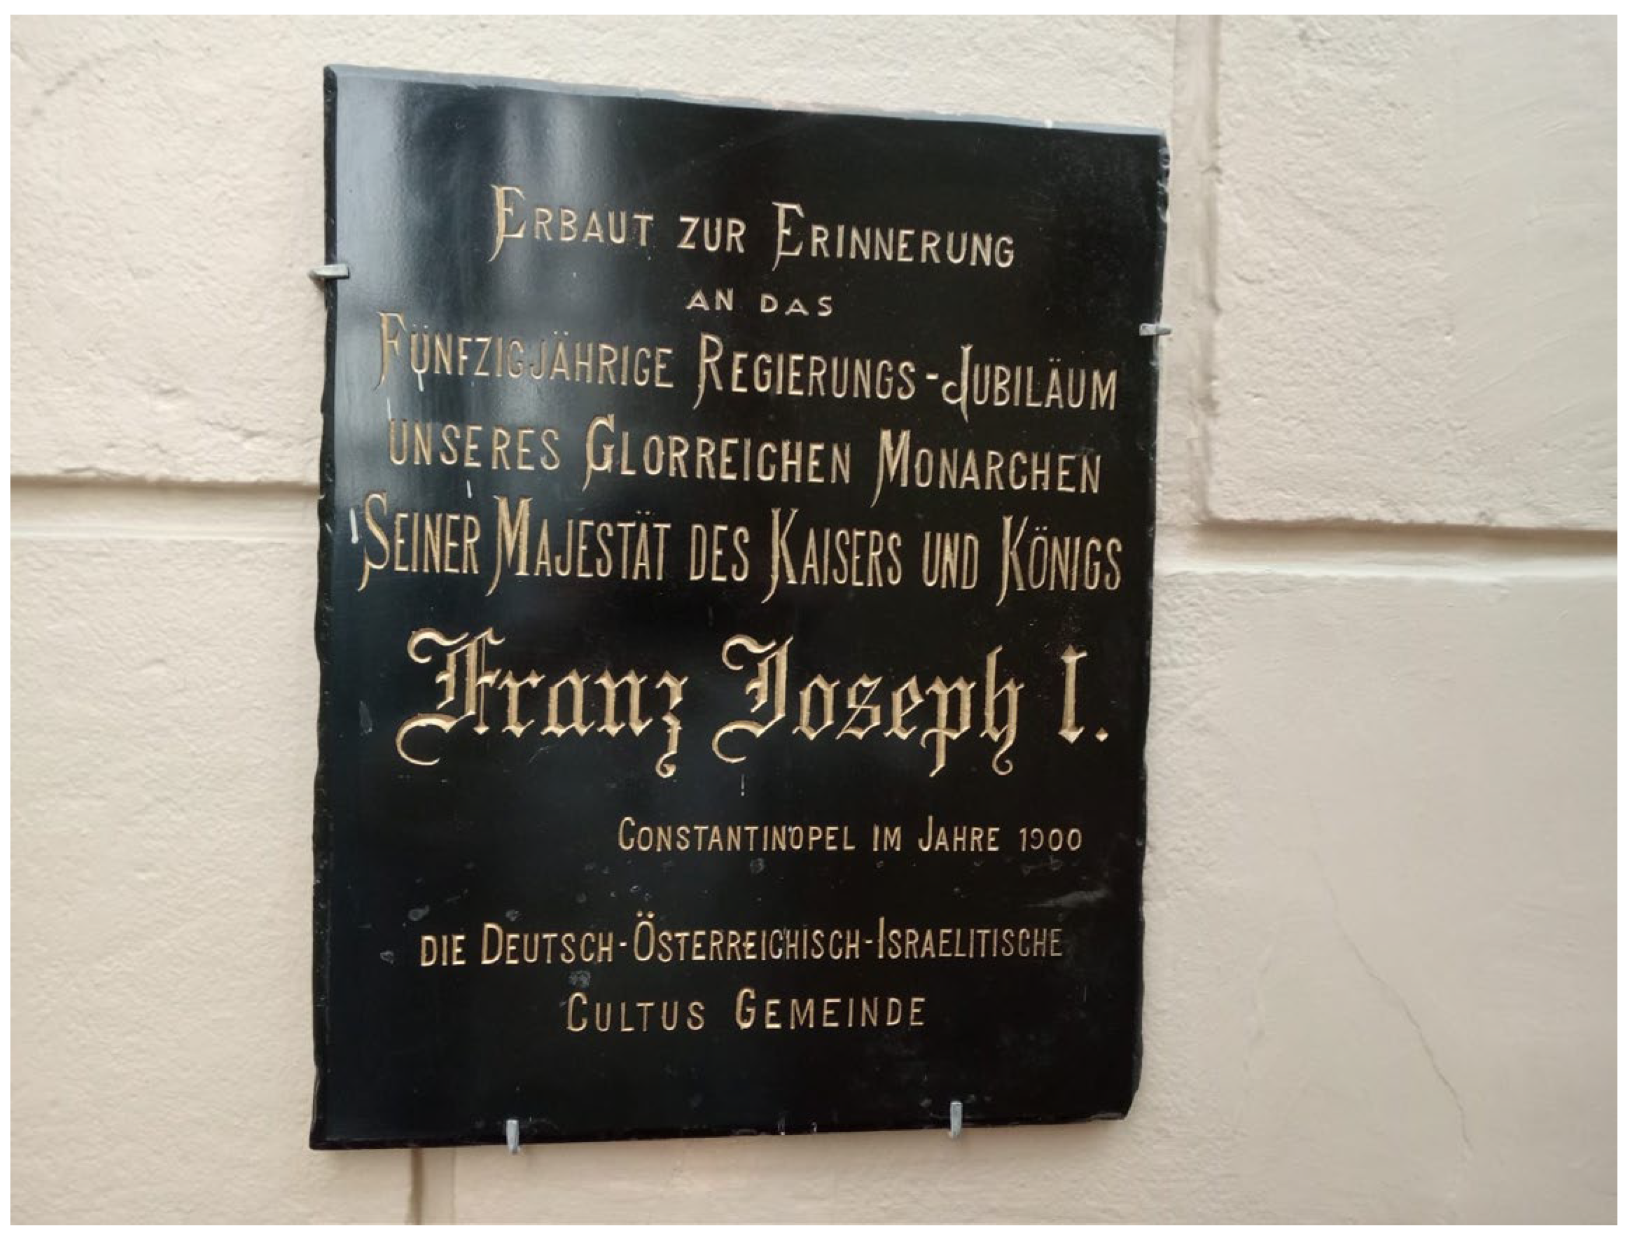 Erbaut zur Erinnerung
an das
Fünfzigjährige Regierungs-Jubiläum
unseres Glorreichen Monarchen
Seiner Majestät des Kaisers und Königs
Franz Joseph I.
Constantinopel im Jahre 1900
die Deutsch-Österreichisch-Israelitische
Cultus Gemeinde